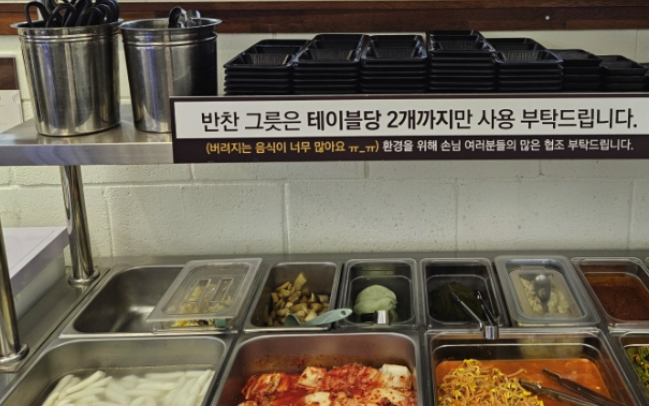 반찬 그릇은 테이블당 2개까지만 사용 부탁드립니다.
(버려지는 음식이 너무 많아요 ㅠ_ㅠ) 환경을 위해 손님 여러분들의 많은 협조 부탁드립니다.